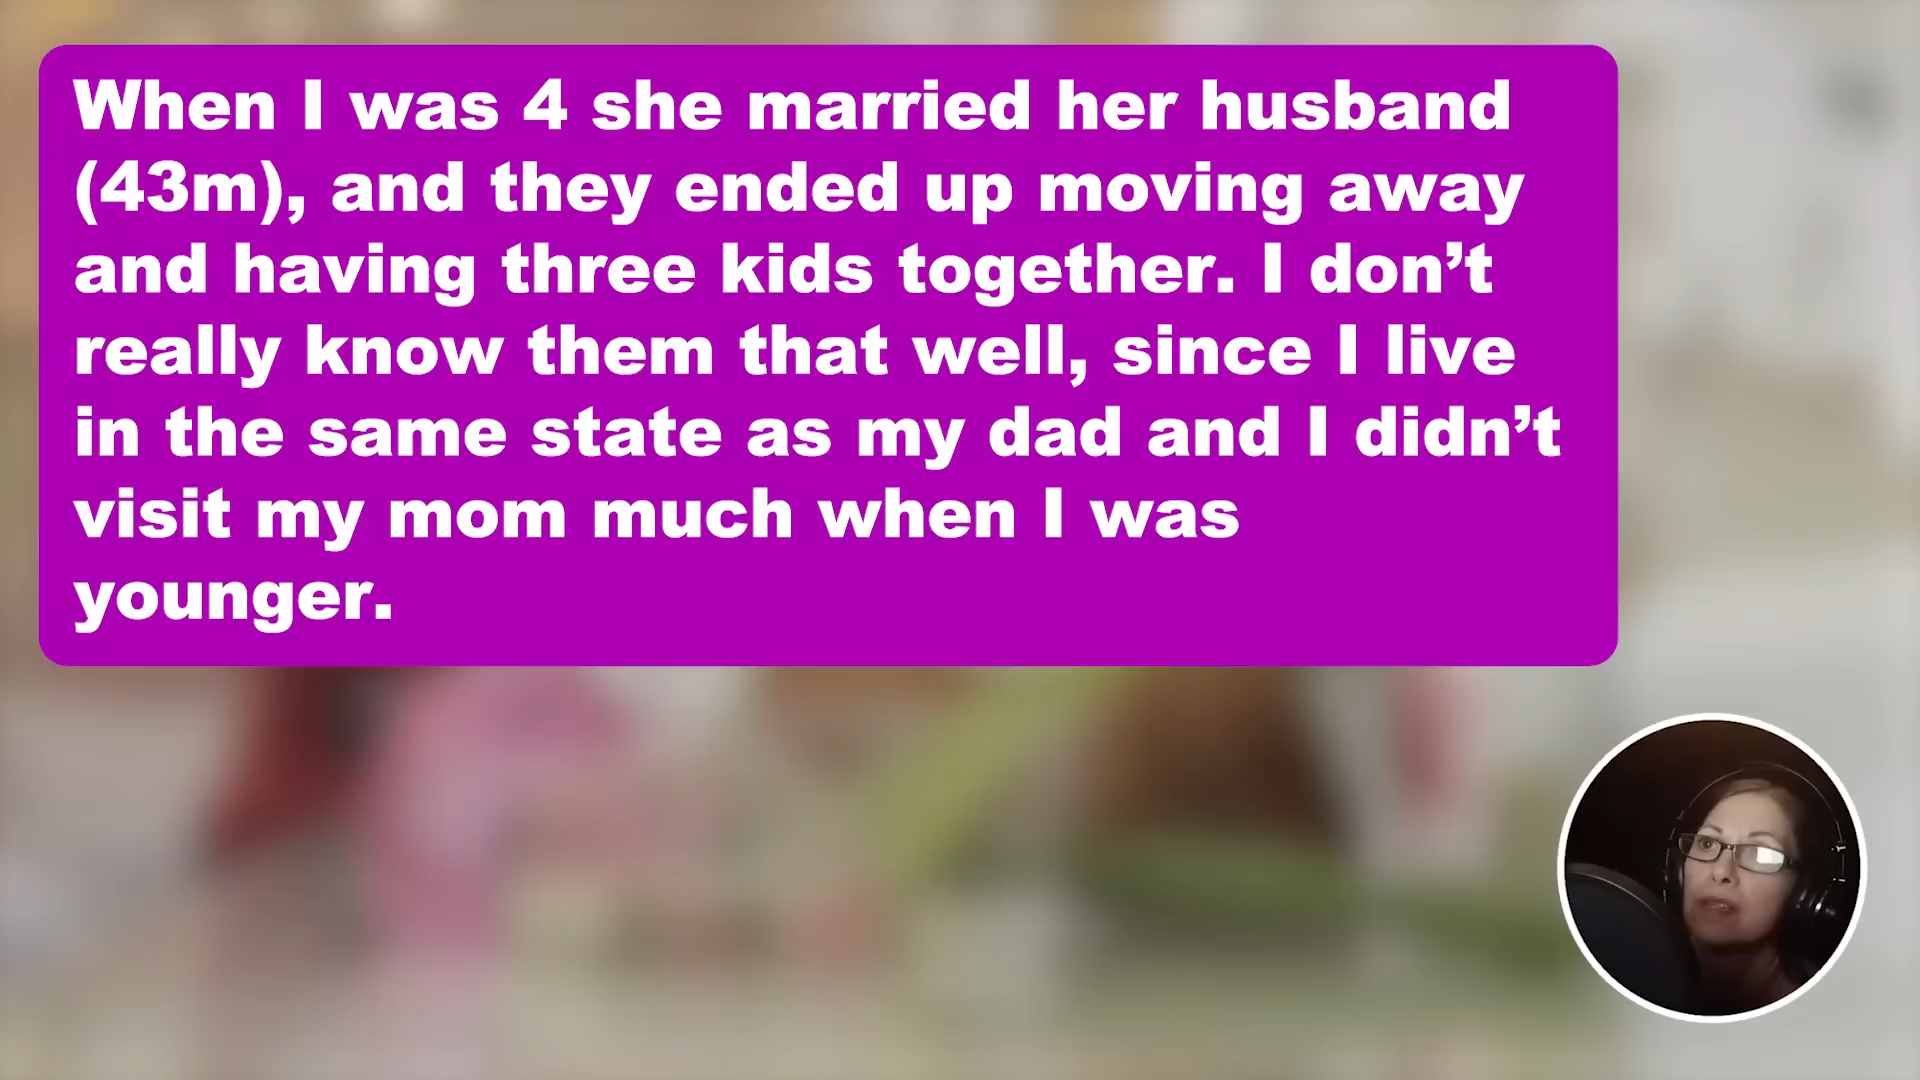 When I was 4 she married her husband
(43m), and they ended up moving away
and having three kids together. I don’t
really know them that well, since I live
in the same state as my dad and I didn’t
visit my mom much when I was
younger.